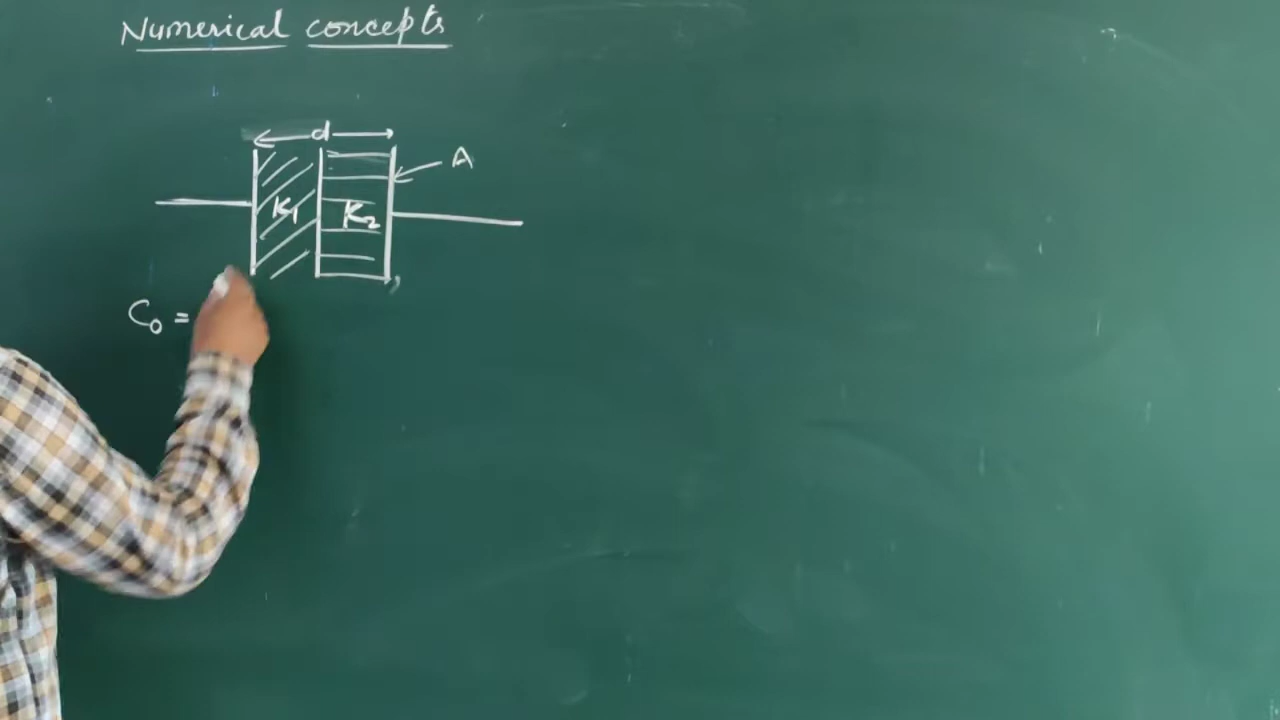 Numerical concepts
d
A
K₁ K₂
C₀ =